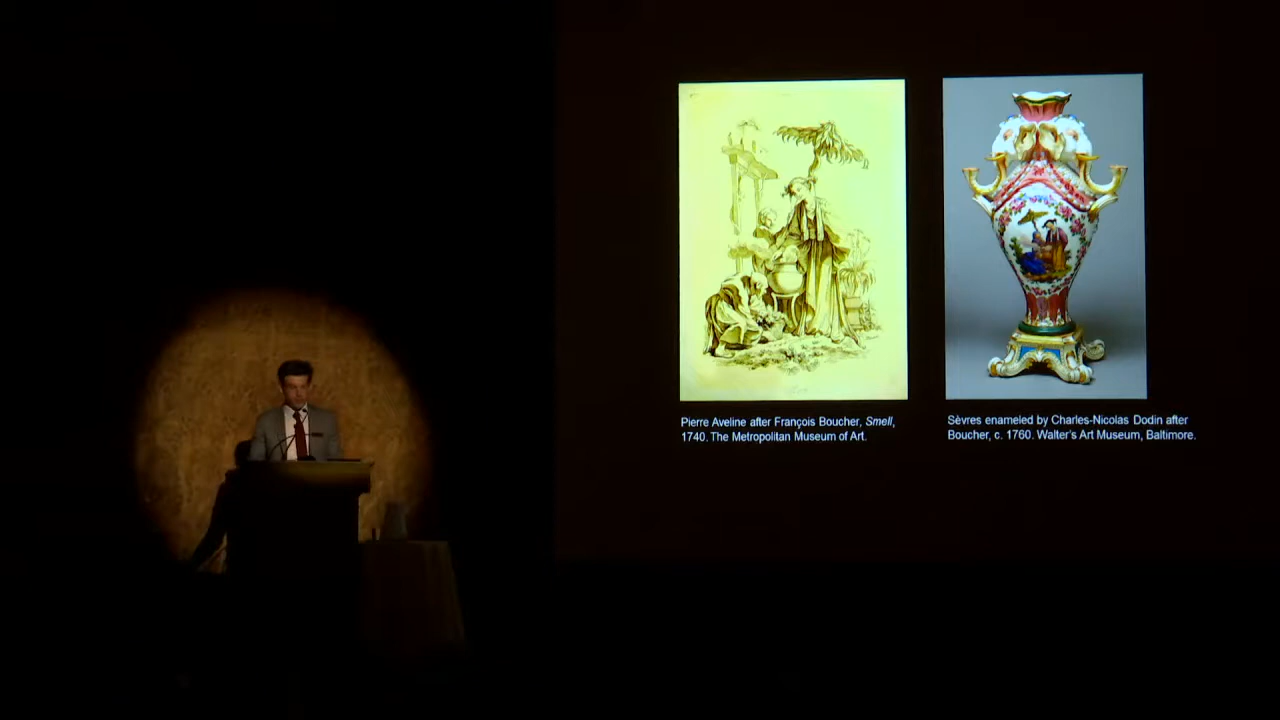 Pierre Aveline after François Boucher, Smell,
1740. The Metropolitan Museum of Art.
Sèvres enameled by Charles-Nicolas Dodin after
Boucher, c. 1760. Walter's Art Museum, Baltimore.